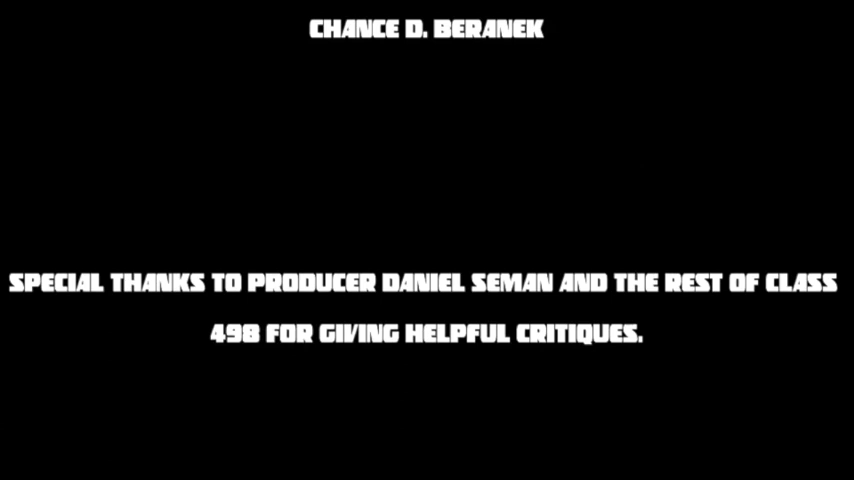 CHANCE D. BERANEK
SPECIAL THANKS TO PRODUCER DANIEL SEMAN AND THE REST OF CLASS
498 FOR GIVING HELPFUL CRITIQUES.